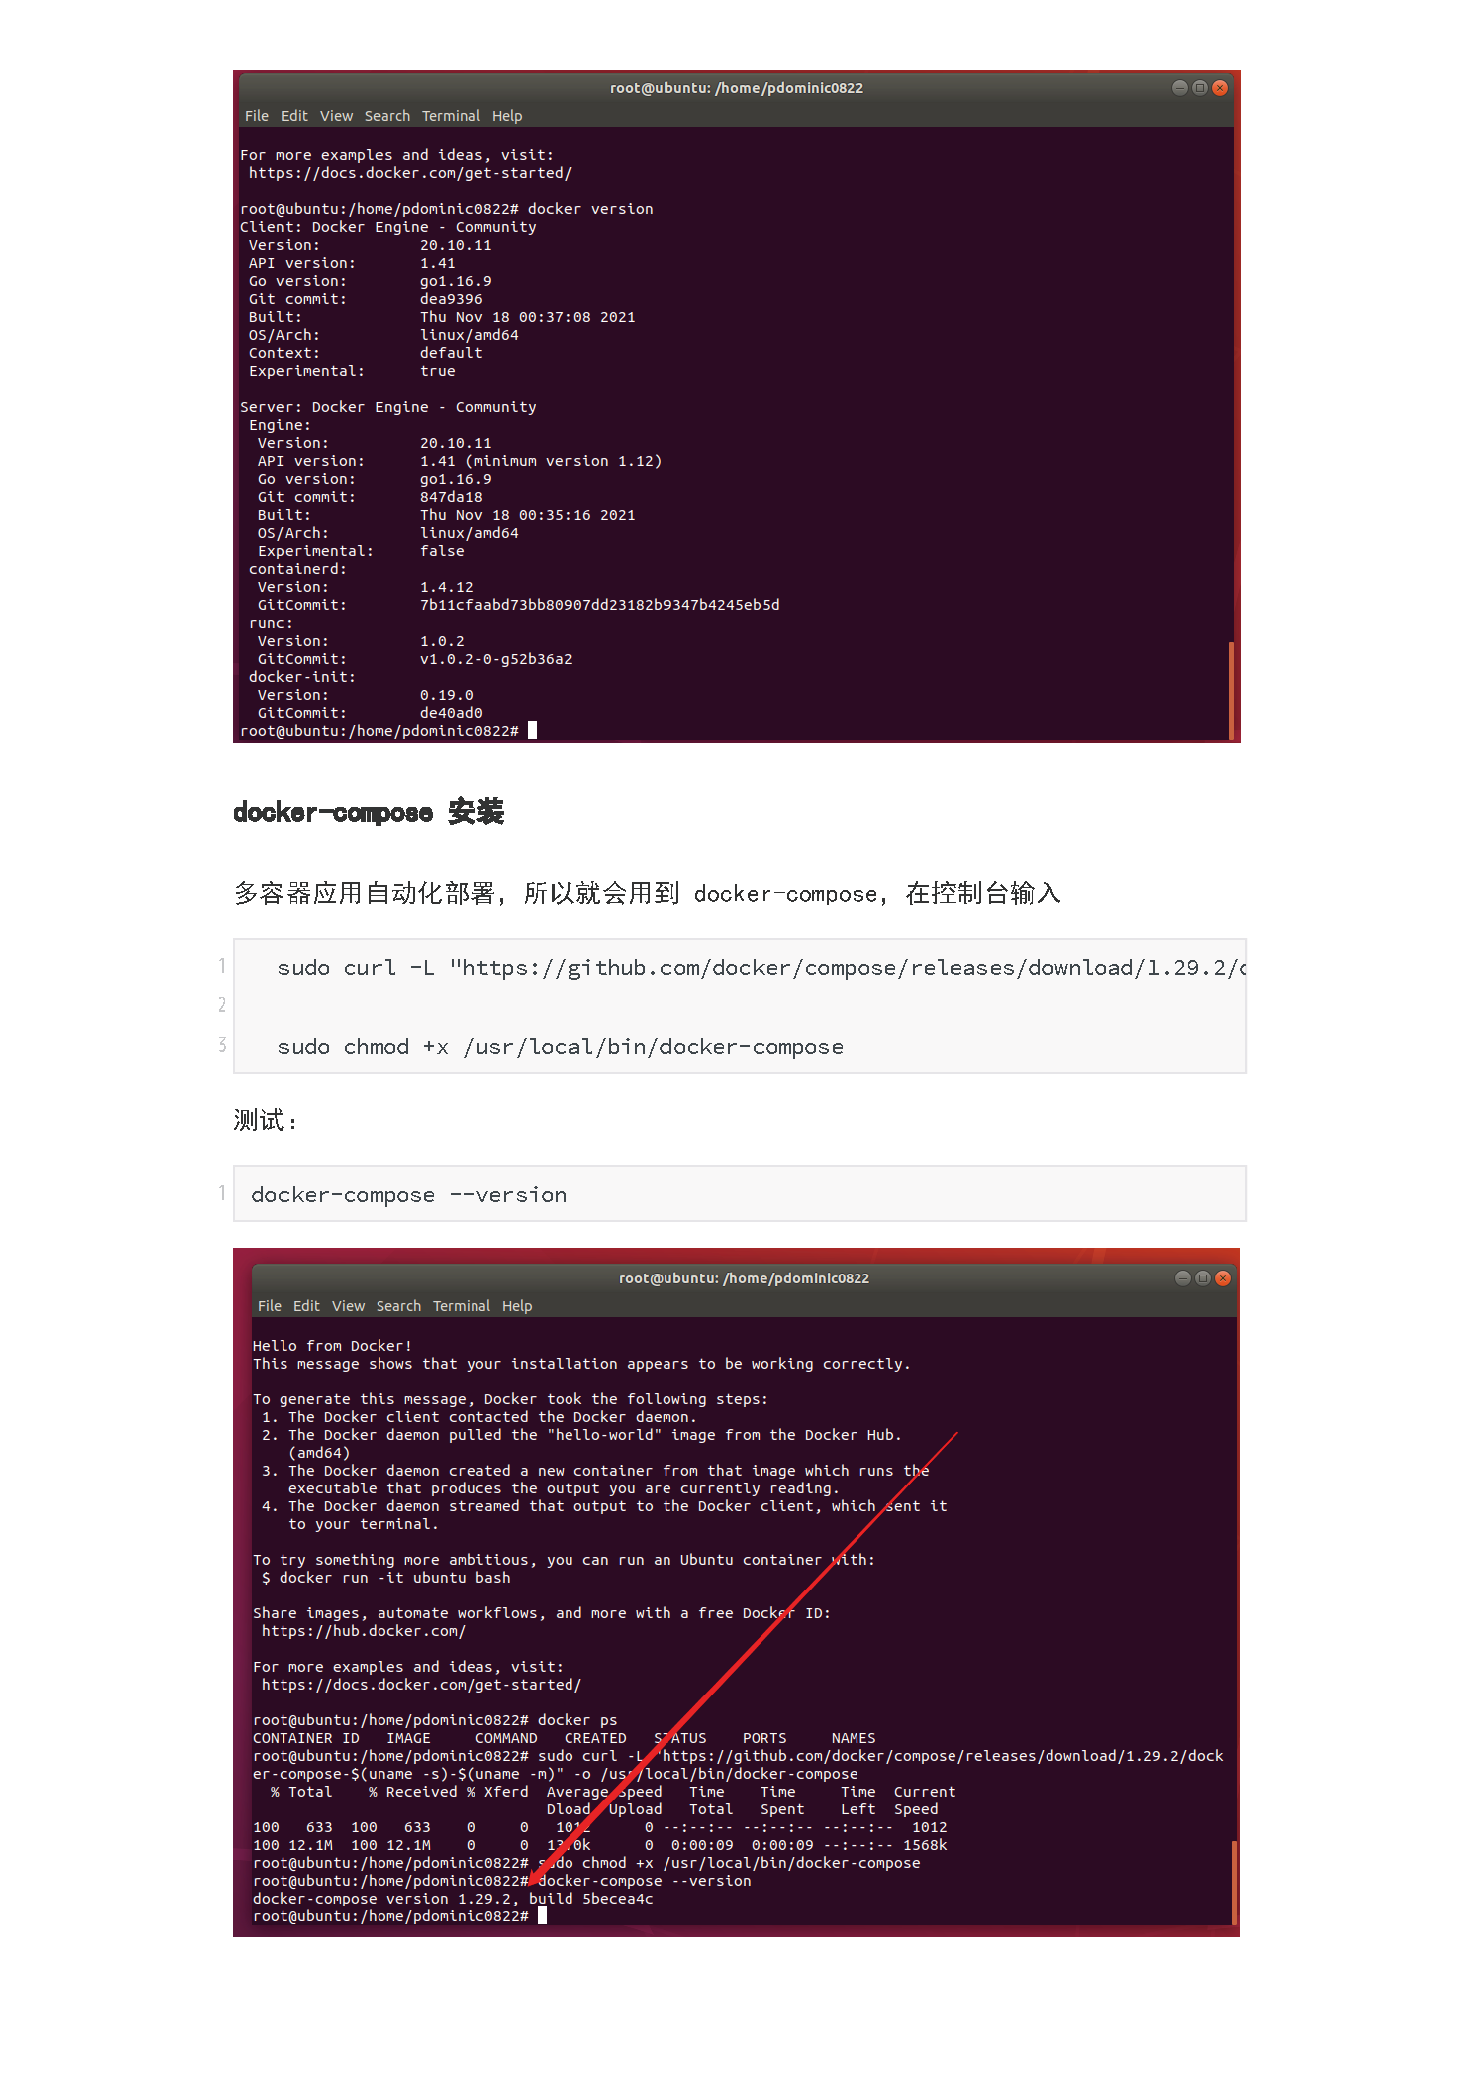 root@ubuntu: /home/pdominic0822
File Edit View Search Terminal Help
For more examples and ideas, visit:
https://docs.docker.com/get-started/
root@ubuntu:/home/pdominic0822# docker version
Client: Docker Engine - Community
Version: 20.10.11
API version: 1.41
Go version: go1.16.9
Git commit: dea9396
Built: Thu Nov 18 00:37:08 2021
OS/Arch: linux/amd64
Context: default
Experimental: true
Server: Docker Engine - Community
Engine:
Version: 20.10.11
API version: 1.41 (minimum version 1.12)
Go version: go1.16.9
Git commit: 847da18
Built: Thu Nov 18 00:35:16 2021
OS/Arch: linux/amd64
Experimental: false
containerd:
Version: 1.4.12
GitCommit: 7b11cfaabd73bb80907dd23182b9347b4245eb5d
runc:
Version: 1.0.2
GitCommit: v1.0.2-0-g52b36a2
docker-init:
Version: 0.19.0
GitCommit: de40ad0
root@ubuntu:/home/pdominic0822#
docker-compose 安装
多容器应用自动化部署，所以就会用到 docker-compose，在控制台输入
1 sudo curl -L "https://github.com/docker/compose/releases/download/1.29.2/
2
3 sudo chmod +x /usr/local/bin/docker-compose
测试：
1 docker-compose --version
root@ubuntu: /home/pdominic0822
File Edit View Search Terminal Help
Hello from Docker!
This message shows that your installation appears to be working correctly.
To generate this message, Docker took the following steps:
1. The Docker client contacted the Docker daemon.
2. The Docker daemon pulled the "hello-world" image from the Docker Hub.
(amd64)
3. The Docker daemon created a new container from that image which runs the
executable that produces the output you are currently reading.
4. The Docker daemon streamed that output to the Docker client, which sent it
to your terminal.
To try something more ambitious, you can run an Ubuntu container with:
$ docker run -it ubuntu bash
Share images, automate workflows, and more with a free Docker ID:
https://hub.docker.com/
For more examples and ideas, visit:
https://docs.docker.com/get-started/
root@ubuntu:/home/pdominic0822# docker ps
CONTAINER ID IMAGE COMMAND CREATED STATUS PORTS NAMES
root@ubuntu:/home/pdominic0822# sudo curl -L "https://github.com/docker/compose/releases/download/1.29.2/dock
er-compose-$(uname -s)-$(uname -m)" -o /usr/local/bin/docker-compose
% Total % Received % Xferd Average Speed Time Time Time Current
Dload Upload Total Spent Left Speed
100 633 100 633 0 0 1012 0 --:--:-- --:--:-- --:--:-- 1012
100 12.1M 100 12.1M 0 0 0 0:00:09 0:00:09 --:--:-- 1568k
root@ubuntu:/home/pdominic0822# sudo chmod +x /usr/local/bin/docker-compose
root@ubuntu:/home/pdominic0822# docker-compose --version
docker-compose version 1.29.2, build 5becea4c
root@ubuntu:/home/pdominic0822#